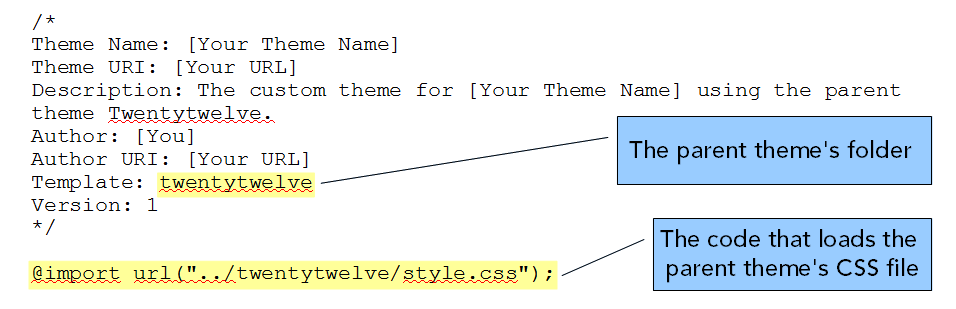 /*
Theme Name: [Your Theme Name]
Theme URI: [Your URL]
Description: The custom theme for [Your Theme Name] using the parent
theme Twentytwelve.
Author: [You]
Author URI: [Your URL]
Template: twentytwelve
Version: 1
*/
@import url("../twentytwelve/style.css");
The parent theme's folder
The code that loads the
parent theme's CSS file